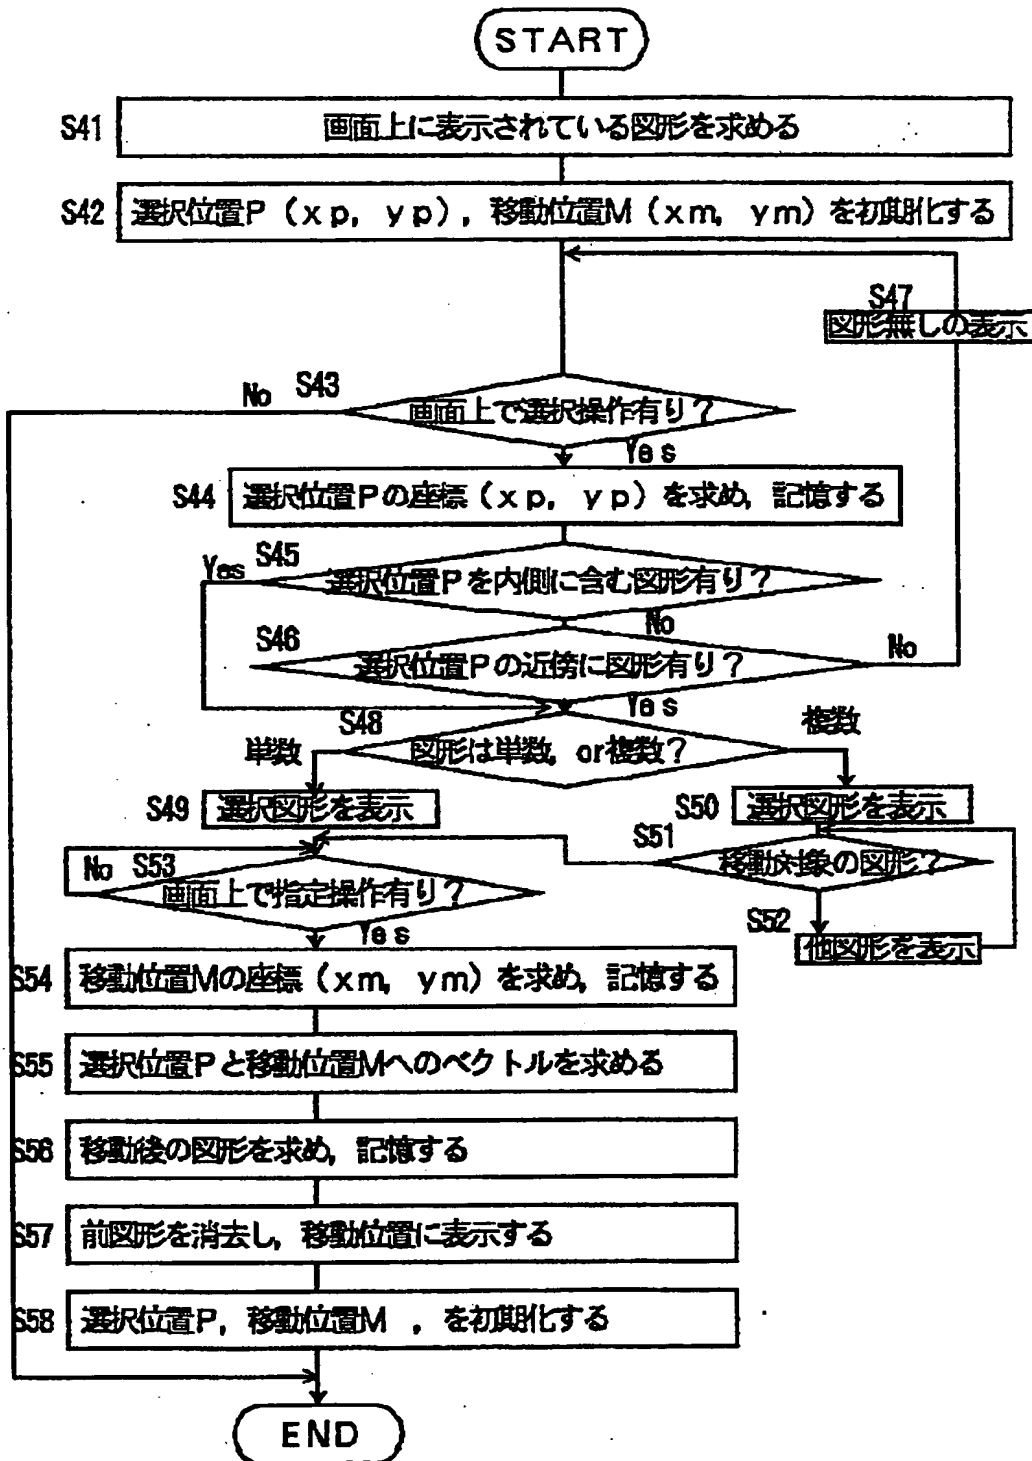 START
S41 画面上に表示されている図形を求める
S42 選択位置P（xp, yp）, 移動位置M（xm, ym）を初期化する
S47
図形無しの表示
No S43
画面上で選択操作有り？
Yes
S44 選択位置Pの座標（xp, yp）を求め, 記憶する
Yes S45
選択位置Pを内側に含む図形有り？
No
S46
選択位置Pの近傍に図形有り？
No
Yes
S48
図形は単数, or複数？
単数
複数
S49 選択図形を表示
S50 選択図形を表示
S51
移動対象の図形？
S52
他図形を表示
No S53
画面上で指定操作有り？
Yes
S54 移動位置Mの座標（xm, ym）を求め, 記憶する
S55 選択位置Pと移動位置Mへのベクトルを求める
S56 移動後の図形を求め, 記憶する
S57 前図形を消去し, 移動位置に表示する
S58 選択位置P, 移動位置M , を初期化する
END